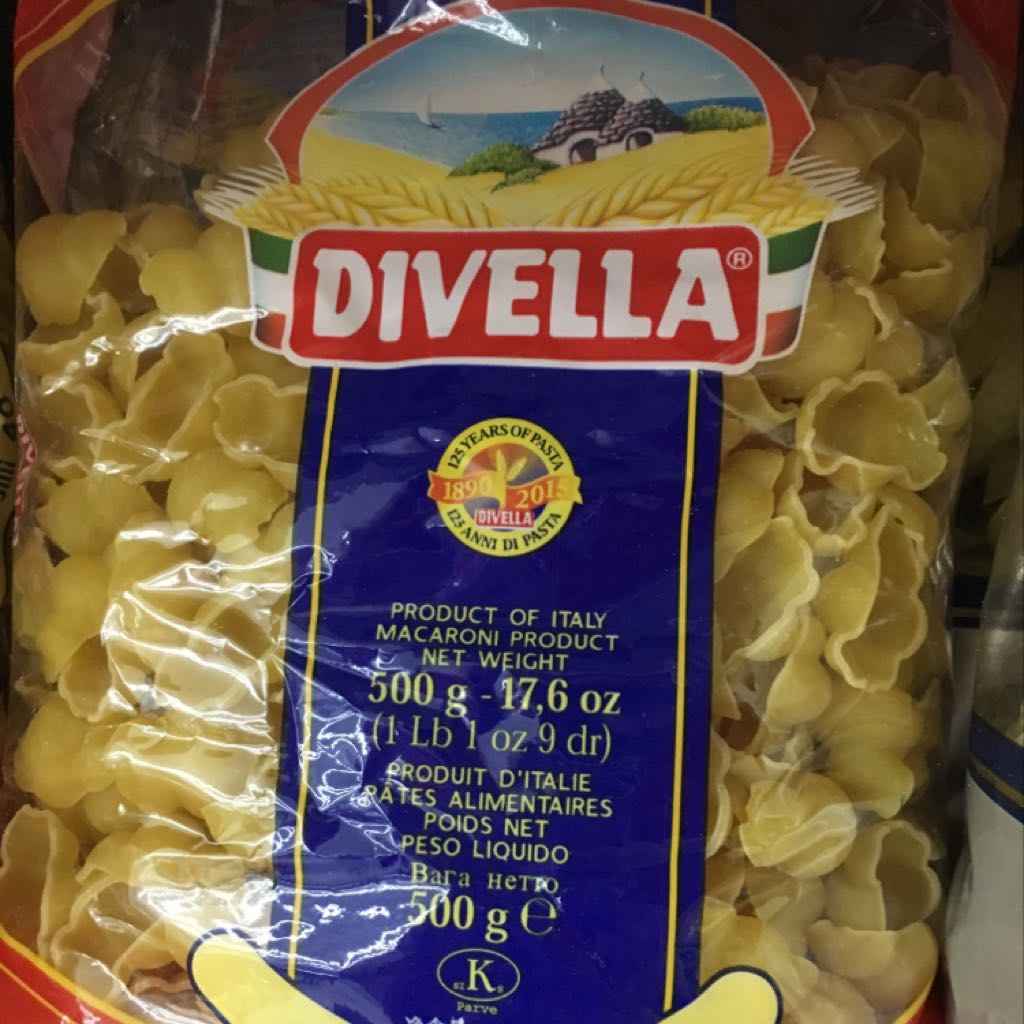 DIVELLA®
125 YEARS OF PASTA
1890 2015
DIVELLA
125 ANNI DI PASTA
PRODUCT OF ITALY
MACARONI PRODUCT
NET WEIGHT
500 g - 17,6 oz
(1 Lb 1 oz 9 dr)
PRODUIT D'ITALIE
PÂTES ALIMENTAIRES
POIDS NET
PESO LIQUIDO
Вага нетто
500 g ℮
K
Parve